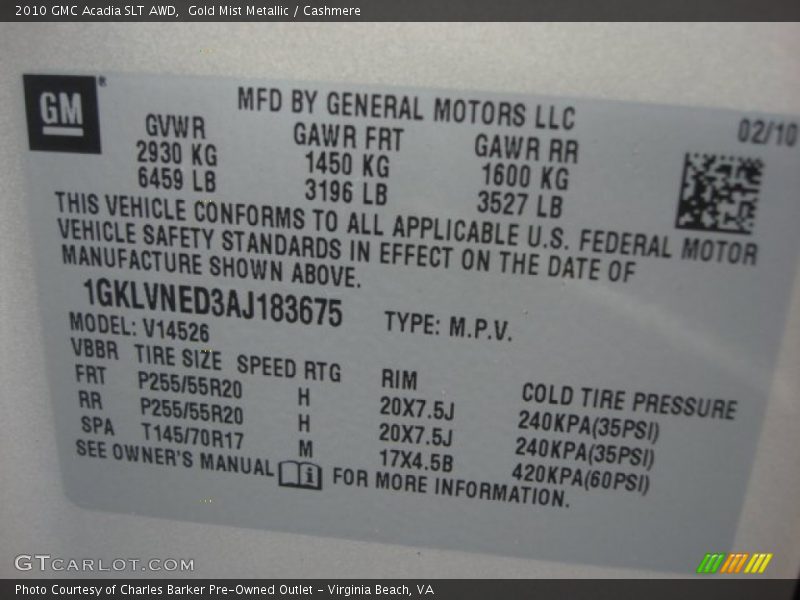 2010 GMC Acadia SLT AWD,  Gold Mist Metallic / Cashmere
GM®
MFD BY GENERAL MOTORS LLC
02/10
GVWR GAWR FRT GAWR RR
2930 KG 1450 KG 1600 KG
6459 LB 3196 LB 3527 LB
THIS VEHICLE CONFORMS TO ALL APPLICABLE U.S. FEDERAL MOTOR
VEHICLE SAFETY STANDARDS IN EFFECT ON THE DATE OF
MANUFACTURE SHOWN ABOVE.
1GKLVNED3AJ183675 TYPE: M.P.V.
MODEL: V14526
VBBR TIRE SIZE SPEED RTG RIM COLD TIRE PRESSURE
FRT P255/55R20 H 20X7.5J 240KPA(35PSI)
RR P255/55R20 H 20X7.5J 240KPA(35PSI)
SPA T145/70R17 M 17X4.5B 420KPA(60PSI)
SEE OWNER'S MANUAL i FOR MORE INFORMATION.
GTCARLOT.COM
Photo Courtesy of Charles Barker Pre-Owned Outlet - Virginia Beach, VA